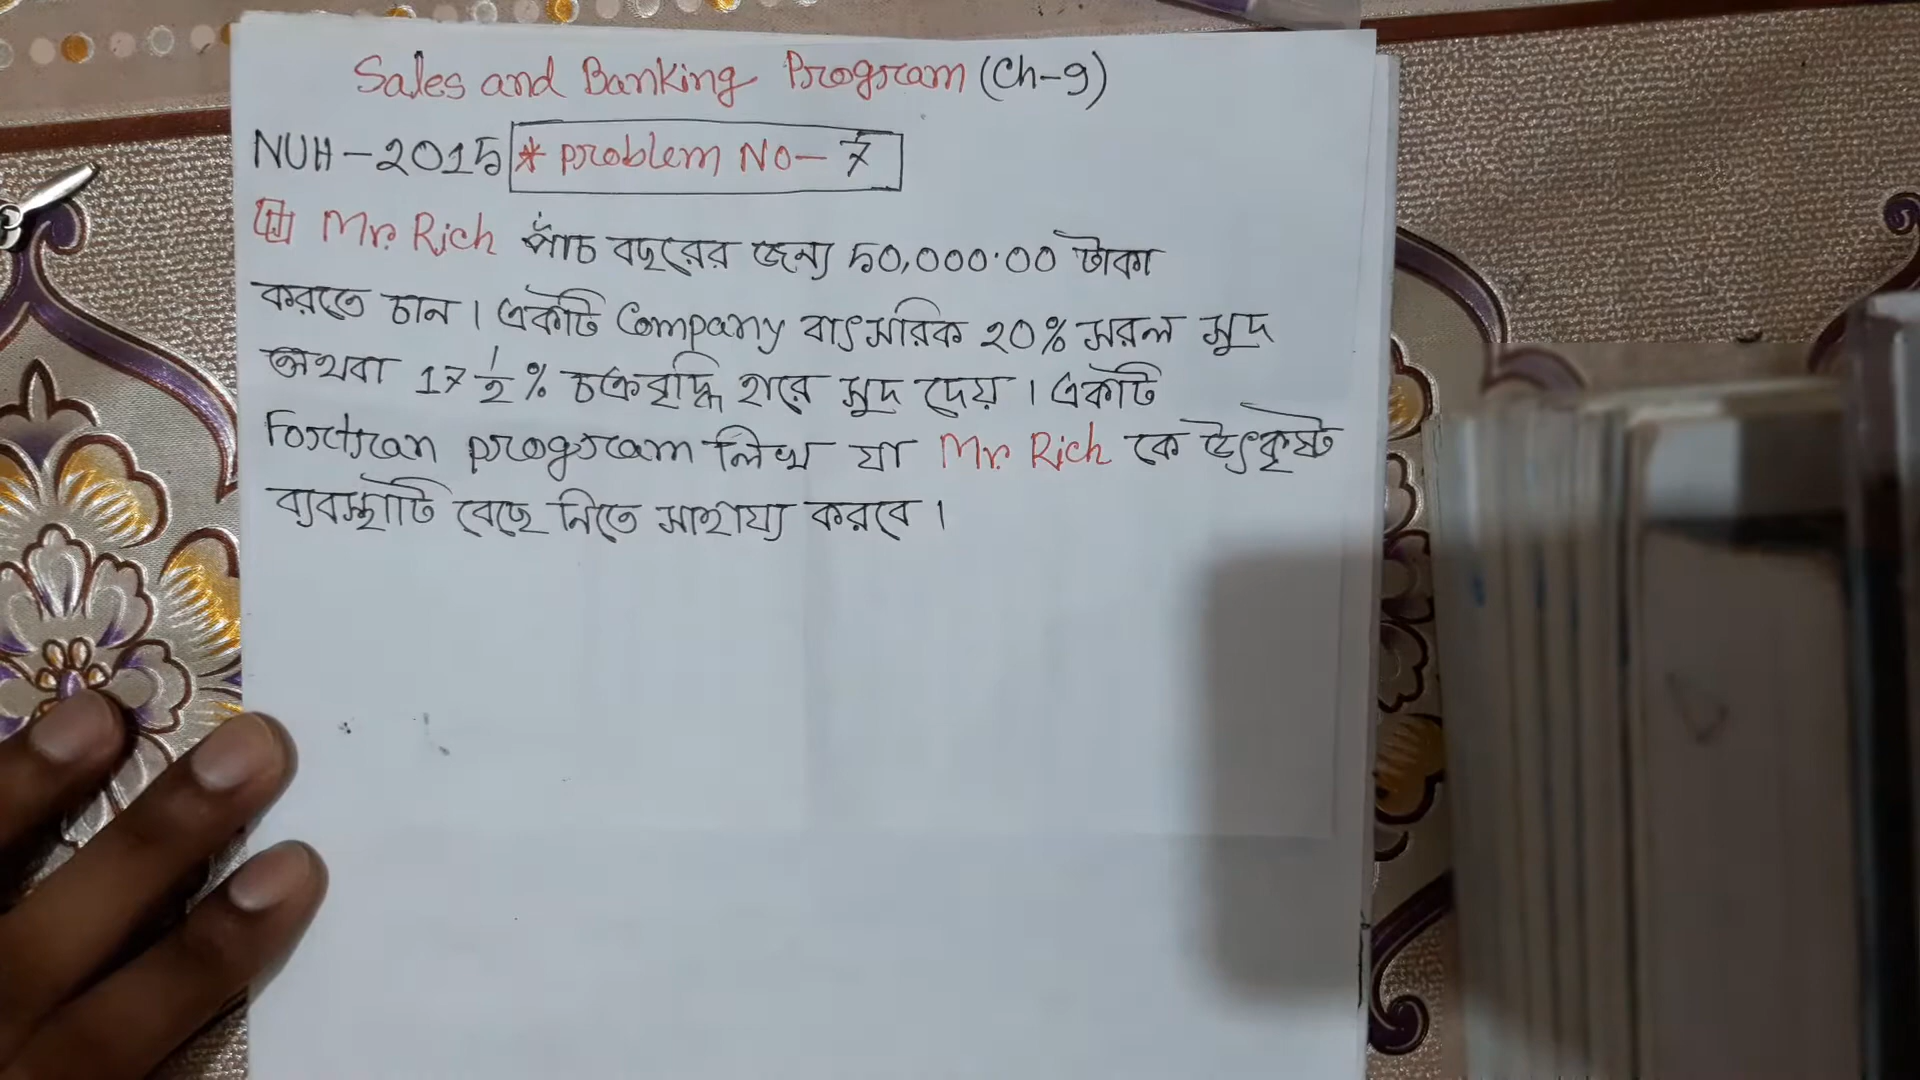 Sales and Banking Program (Ch-9)
NUH-2015 * problem NO- 7
Mr. Rich পাঁচ বছরের জন্য 50,000.00 টাকা
করতে চান। একটি Company বাৎসরিক 20% সরল সুদ
অথবা 17 1/2 % চক্রবৃদ্ধি হারে সুদ দেয়। একটি
Fortran program লিখ যা Mr. Rich কে উৎকৃষ্ট
ব্যবস্থাটি বেছে নিতে সাহায্য করবে।